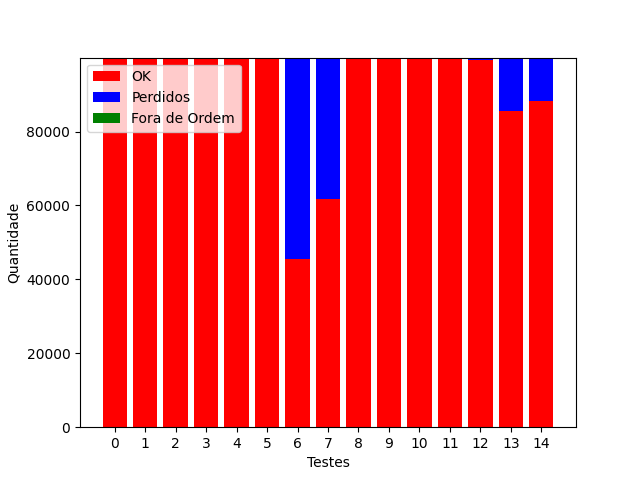 OK
Perdidos
Fora de Ordem
80000
60000
40000
20000
0
Quantidade
0 1 2 3 4 5 6 7 8 9 10 11 12 13 14
Testes